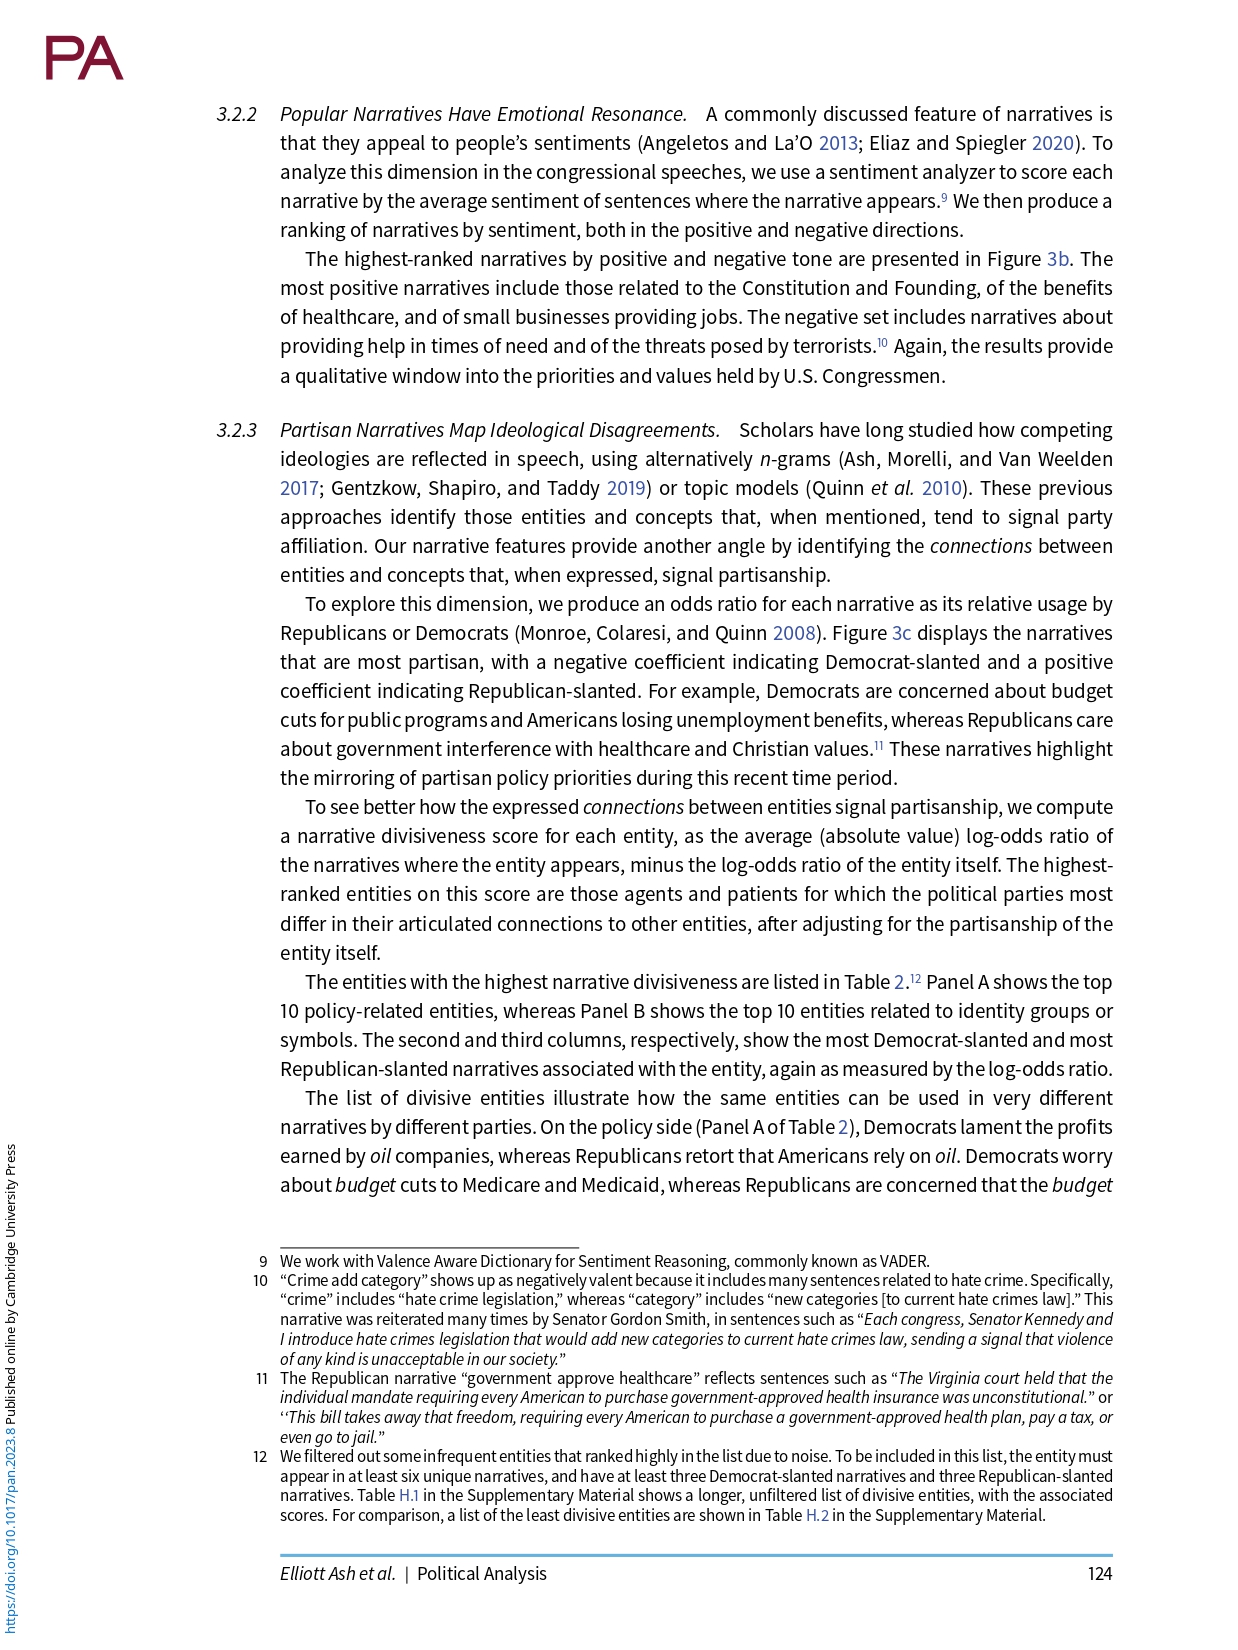 PA
3.2.2 Popular Narratives Have Emotional Resonance. A commonly discussed feature of narratives is
that they appeal to people’s sentiments (Angeletos and La’O 2013; Eliaz and Spiegler 2020). To
analyze this dimension in the congressional speeches, we use a sentiment analyzer to score each
narrative by the average sentiment of sentences where the narrative appears.9 We then produce a
ranking of narratives by sentiment, both in the positive and negative directions.
The highest-ranked narratives by positive and negative tone are presented in Figure 3b. The
most positive narratives include those related to the Constitution and Founding, of the benefits
of healthcare, and of small businesses providing jobs. The negative set includes narratives about
providing help in times of need and of the threats posed by terrorists.10 Again, the results provide
a qualitative window into the priorities and values held by U.S. Congressmen.
3.2.3 Partisan Narratives Map Ideological Disagreements. Scholars have long studied how competing
ideologies are reflected in speech, using alternatively n-grams (Ash, Morelli, and Van Weelden
2017; Gentzkow, Shapiro, and Taddy 2019) or topic models (Quinn et al. 2010). These previous
approaches identify those entities and concepts that, when mentioned, tend to signal party
affiliation. Our narrative features provide another angle by identifying the connections between
entities and concepts that, when expressed, signal partisanship.
To explore this dimension, we produce an odds ratio for each narrative as its relative usage by
Republicans or Democrats (Monroe, Colaresi, and Quinn 2008). Figure 3c displays the narratives
that are most partisan, with a negative coefficient indicating Democrat-slanted and a positive
coefficient indicating Republican-slanted. For example, Democrats are concerned about budget
cuts for public programs and Americans losing unemployment benefits, whereas Republicans care
about government interference with healthcare and Christian values.11 These narratives highlight
the mirroring of partisan policy priorities during this recent time period.
To see better how the expressed connections between entities signal partisanship, we compute
a narrative divisiveness score for each entity, as the average (absolute value) log-odds ratio of
the narratives where the entity appears, minus the log-odds ratio of the entity itself. The highest-
ranked entities on this score are those agents and patients for which the political parties most
differ in their articulated connections to other entities, after adjusting for the partisanship of the
entity itself.
The entities with the highest narrative divisiveness are listed in Table 2.12 Panel A shows the top
10 policy-related entities, whereas Panel B shows the top 10 entities related to identity groups or
symbols. The second and third columns, respectively, show the most Democrat-slanted and most
Republican-slanted narratives associated with the entity, again as measured by the log-odds ratio.
The list of divisive entities illustrate how the same entities can be used in very different
narratives by different parties. On the policy side (Panel A of Table 2), Democrats lament the profits
earned by oil companies, whereas Republicans retort that Americans rely on oil. Democrats worry
about budget cuts to Medicare and Medicaid, whereas Republicans are concerned that the budget
9 We work with Valence Aware Dictionary for Sentiment Reasoning, commonly known as VADER.
10 “Crime add category” shows up as negatively valent because it includes many sentences related to hate crime. Specifically,
“crime” includes “hate crime legislation,” whereas “category” includes “new categories [to current hate crimes law].” This
narrative was reiterated many times by Senator Gordon Smith, in sentences such as “Each congress, Senator Kennedy and
I introduce hate crimes legislation that would add new categories to current hate crimes law, sending a signal that violence
of any kind is unacceptable in our society.”
11 The Republican narrative “government approve healthcare” reflects sentences such as “The Virginia court held that the
individual mandate requiring every American to purchase government-approved health insurance was unconstitutional.” or
‘‘This bill takes away that freedom, requiring every American to purchase a government-approved health plan, pay a tax, or
even go to jail.”
12 We filtered out some infrequent entities that ranked highly in the list due to noise. To be included in this list, the entity must
appear in at least six unique narratives, and have at least three Democrat-slanted narratives and three Republican-slanted
narratives. Table H.1 in the Supplementary Material shows a longer, unfiltered list of divisive entities, with the associated
scores. For comparison, a list of the least divisive entities are shown in Table H.2 in the Supplementary Material.
Elliott Ash et al. | Political Analysis 124
https://doi.org/10.1017/pan.2023.8 Published online by Cambridge University Press